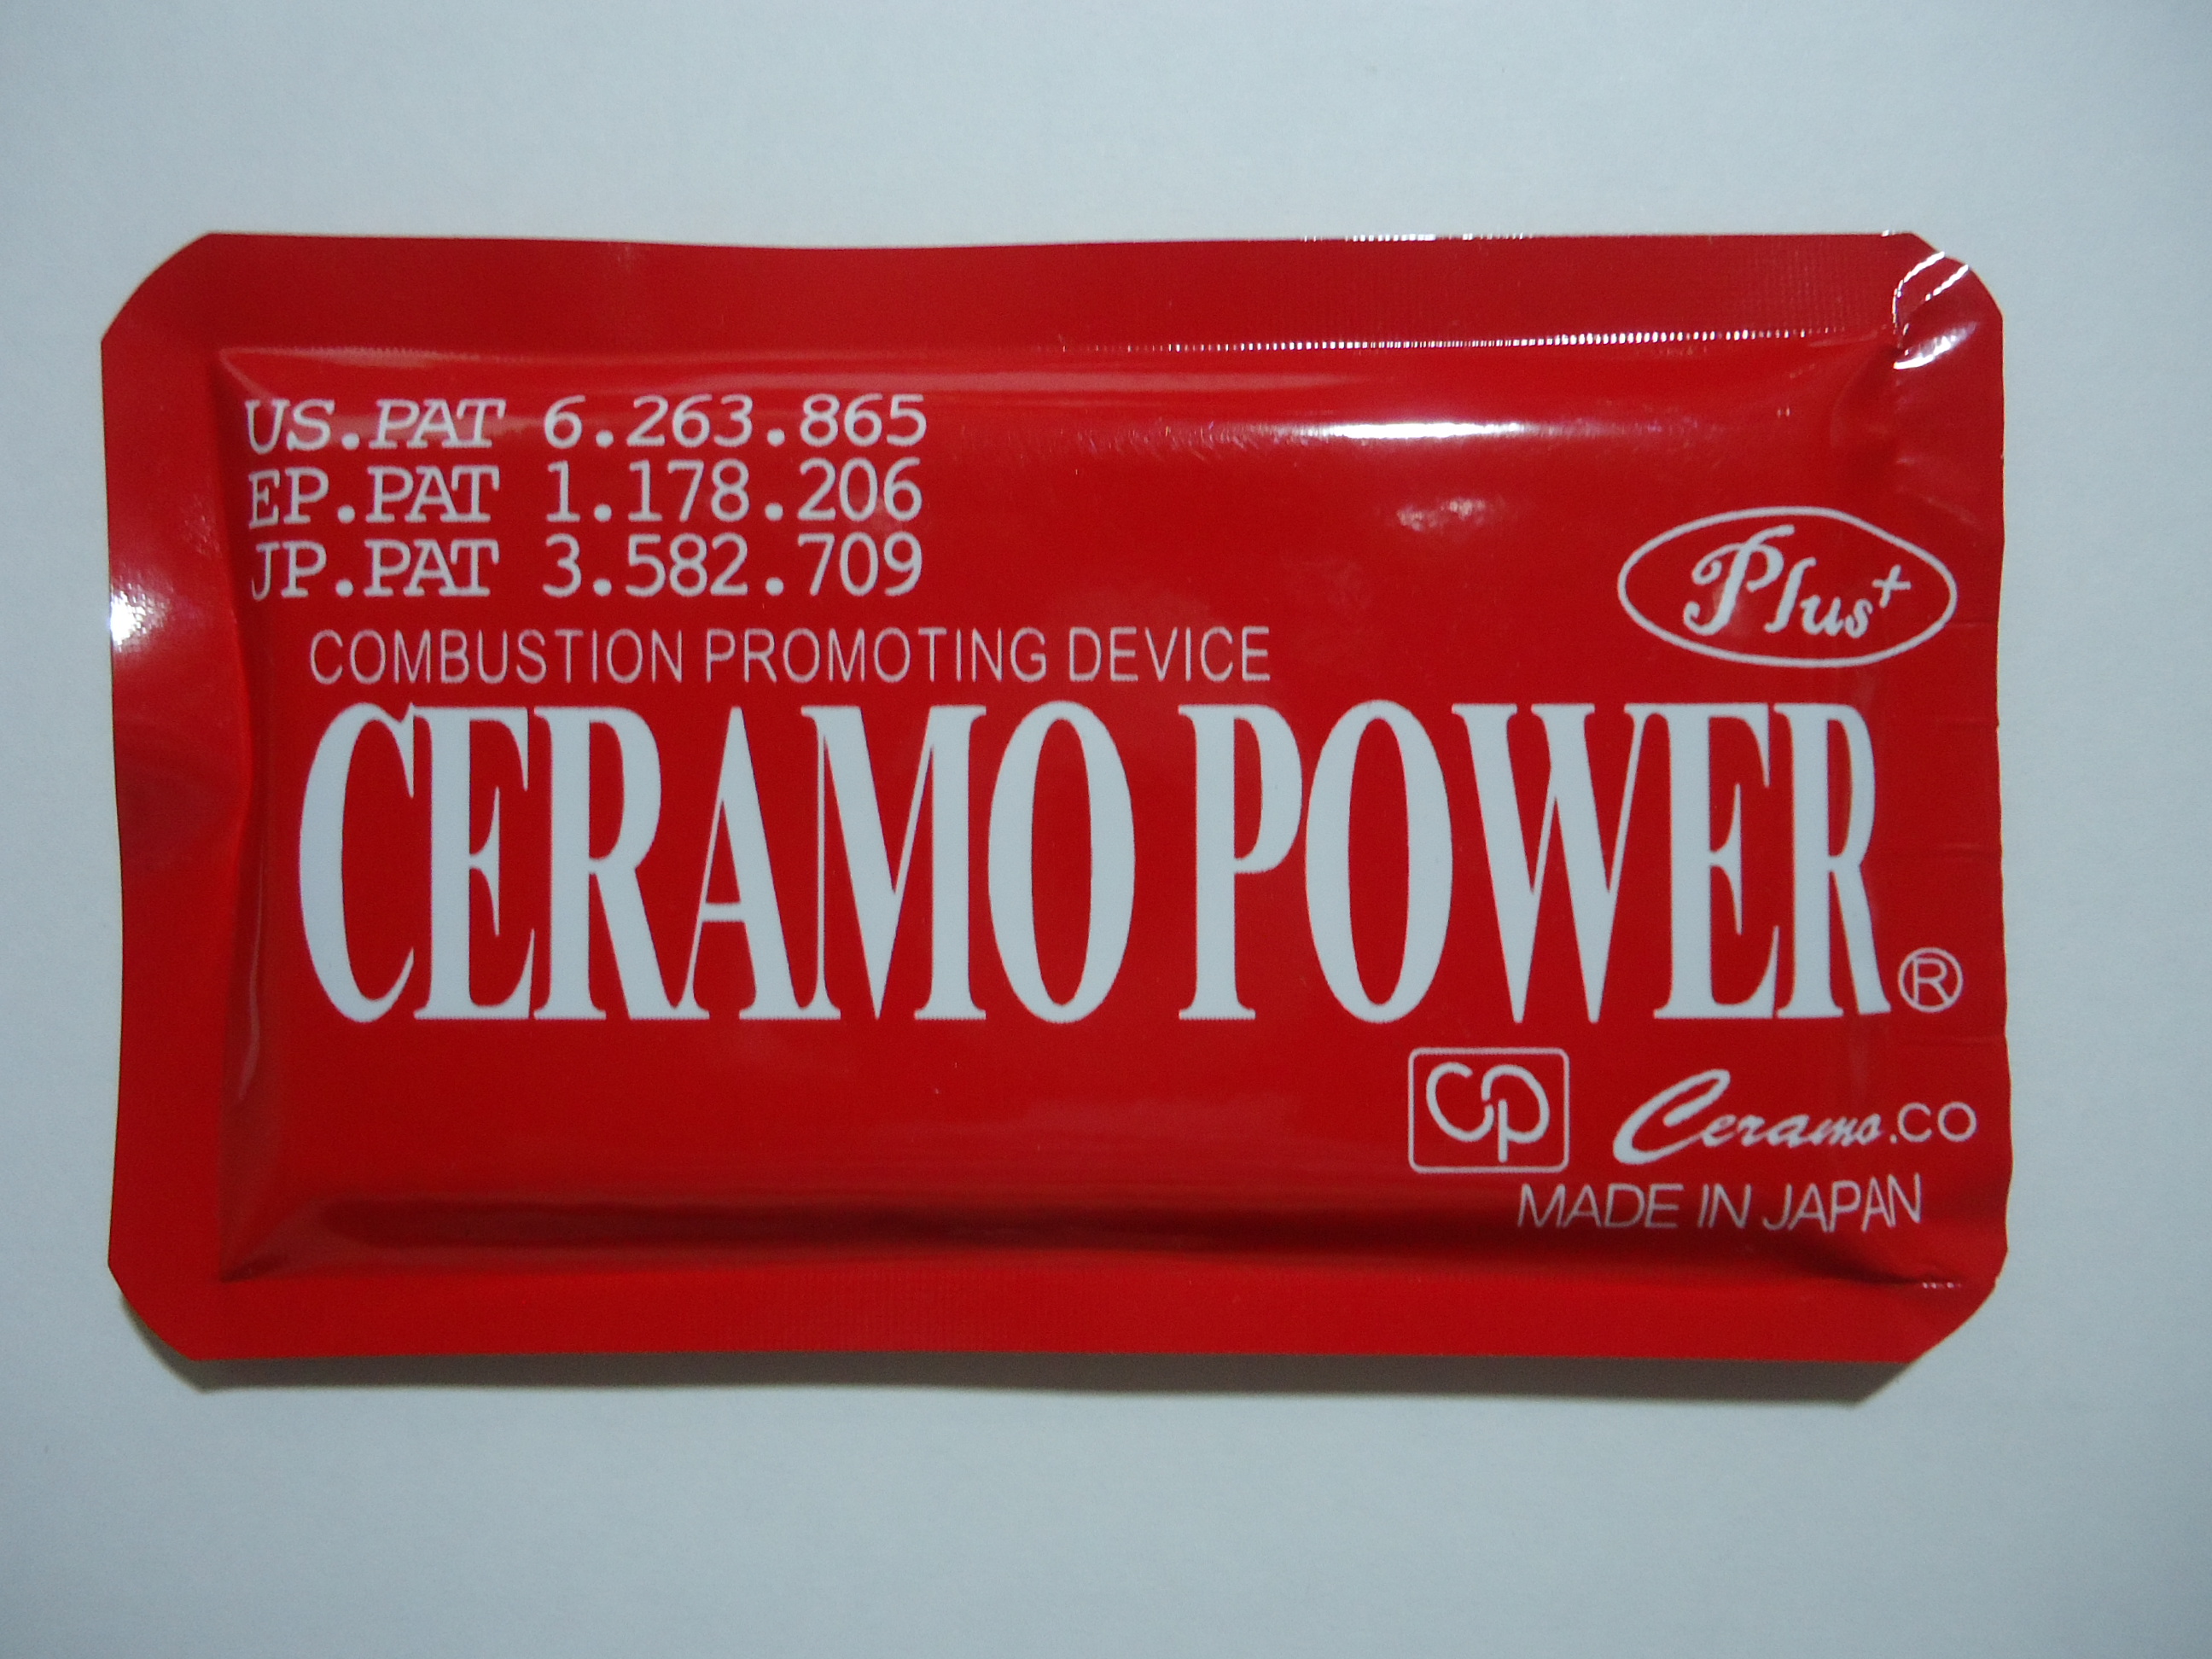 US.PAT 6.263.865
EP.PAT 1.178.206
JP.PAT 3.582.709
Plus+
COMBUSTION PROMOTING DEVICE
CERAMO POWER®
cp Ceramo.CO
MADE IN JAPAN